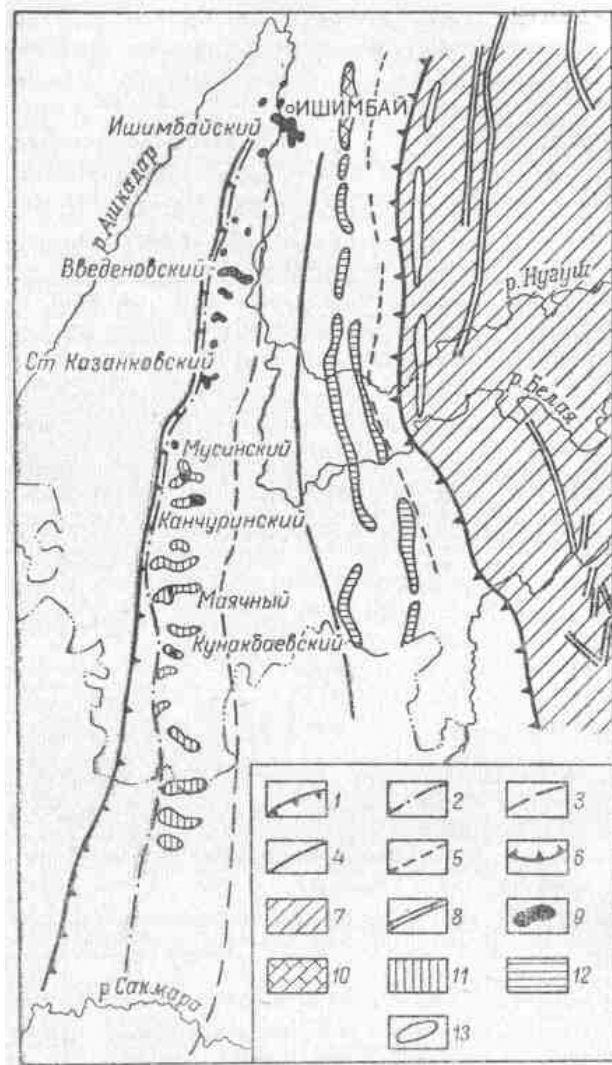 ИШИМБАЙ
Ишимбайский
р. Ашкадар
Введеновский
р. Нугуш
Ст Казанковский
р. Белая
Мусинский
Канчуринский
Маячный
Кунакбаевский
р Сакмара
1 2 3
4 5 6
7 8 9
10 11 12
13